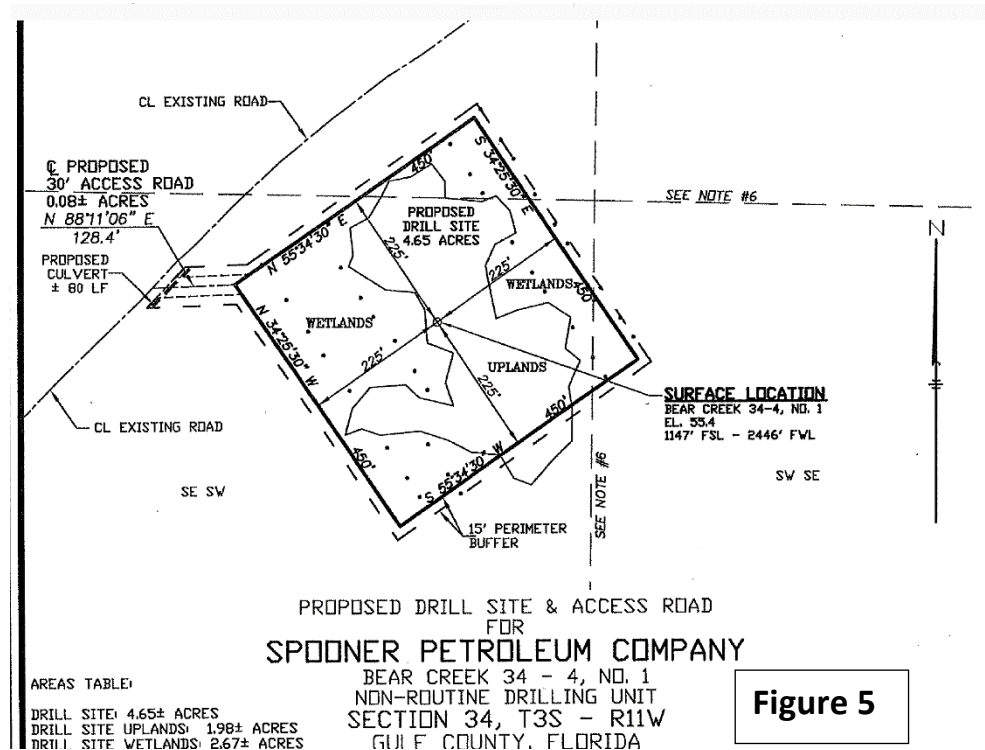 CL EXISTING ROAD
℄ PROPOSED
30' ACCESS ROAD
0.08± ACRES
N 88°11'06" E
128.4'
PROPOSED
CULVERT
± 80 LF
450'
S 34°25'30" E
SEE NOTE #6
N
PROPOSED
DRILL SITE
4.65 ACRES
N 55°34'30" E
225'
225'
WETLANDS
450'
WETLANDS
N 34°25'30" W
225'
UPLANDS
225'
SURFACE LOCATION
BEAR CREEK 34-4, NO. 1
EL. 55.4
1147' FSL - 2446' FWL
450'
CL EXISTING ROAD
450'
S 55°34'30" W
SEE NOTE #6
SE SW
SW SE
15' PERIMETER
BUFFER
PROPOSED DRILL SITE & ACCESS ROAD
FOR
SPOONER PETROLEUM COMPANY
BEAR CREEK 34 - 4, NO. 1
NON-ROUTINE DRILLING UNIT
SECTION 34, T3S - R11W
GULF COUNTY, FLORIDA
Figure 5
AREAS TABLE:
DRILL SITE: 4.65± ACRES
DRILL SITE UPLANDS: 1.98± ACRES
DRILL SITE WETLANDS: 2.67± ACRES